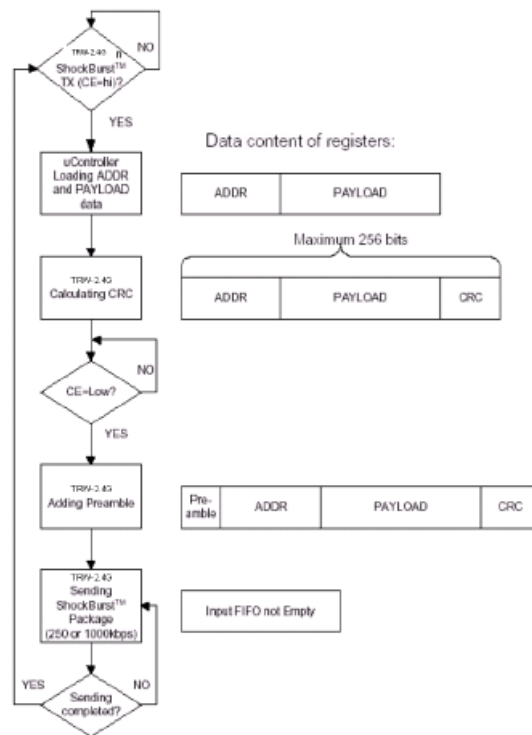 NO
TRW-2.4G n
ShockBurst™
TX (CE=hi)?
YES
Data content of registers:
uController
Loading ADDR
and PAYLOAD
data
ADDR PAYLOAD
Maximum 256 bits
TRW-2.4G
Calculating CRC
ADDR PAYLOAD CRC
NO
CE=Low?
YES
TRW-2.4G
Adding Preamble
Pre-
amble ADDR PAYLOAD CRC
TRW-2.4G
Sending
ShockBurst™
Package
(250 or 1000kbps)
Input FIFO not Empty
YES NO
Sending
completed?